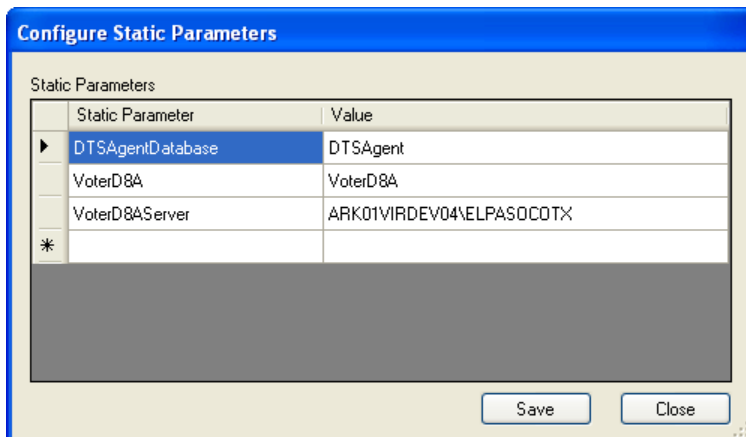 Configure Static Parameters
Static Parameters
Static Parameter Value
DTSAgentDatabase DTSAgent
VoterD8A VoterD8A
VoterD8AServer ARK01VIRDEV04\ELPASOCOTX
Save Close